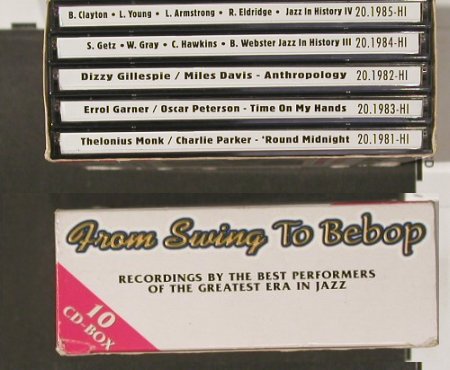 B. Clayton • L. Young • L. Armstrong • R. Eldridge • Jazz In History IV 20.1985-HI
S. Getz • W. Gray • C. Hawkins • B. Webster Jazz In History III 20.1984-HI
Dizzy Gillespie / Miles Davis - Anthropology 20.1982-HI
Errol Garner / Oscar Peterson - Time On My Hands 20.1983-HI
Thelonius Monk / Charlie Parker - 'Round Midnight 20.1981-HI
From Swing To Bebop
RECORDINGS BY THE BEST PERFORMERS
OF THE GREATEST ERA IN JAZZ
10
CD-BOX